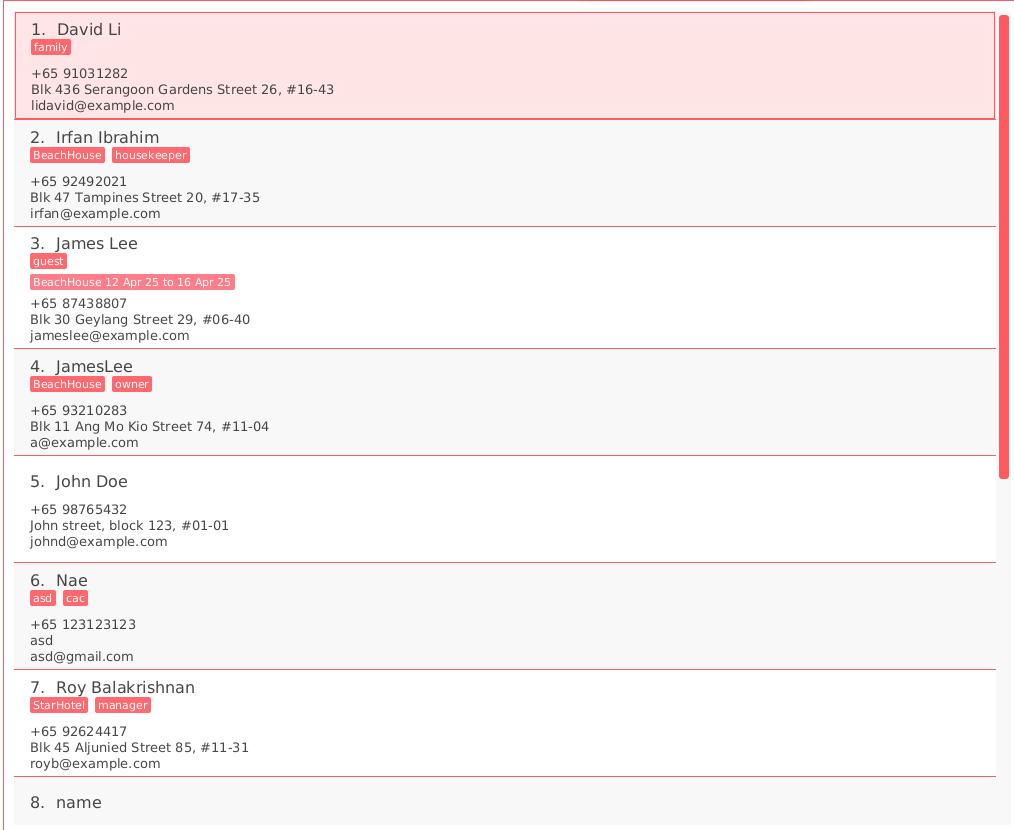 1. David Li
family
+65 91031282
Blk 436 Serangoon Gardens Street 26, #16-43
lidavid@example.com
2. Irfan Ibrahim
BeachHouse housekeeper
+65 92492021
Blk 47 Tampines Street 20, #17-35
irfan@example.com
3. James Lee
guest
BeachHouse 12 Apr 25 to 16 Apr 25
+65 87438807
Blk 30 Geylang Street 29, #06-40
jameslee@example.com
4. JamesLee
BeachHouse owner
+65 93210283
Blk 11 Ang Mo Kio Street 74, #11-04
a@example.com
5. John Doe
+65 98765432
John street, block 123, #01-01
johnd@example.com
6. Nae
asd cac
+65 123123123
asd
asd@gmail.com
7. Roy Balakrishnan
StarHotel manager
+65 92624417
Blk 45 Aljunied Street 85, #11-31
royb@example.com
8. name